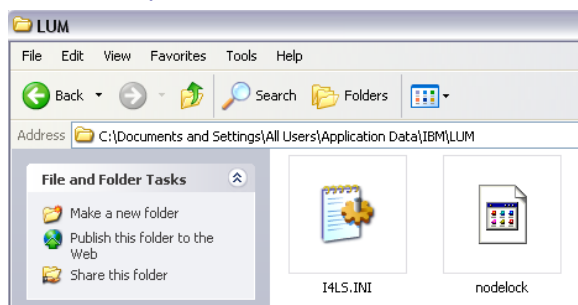 LUM
File Edit View Favorites Tools Help
Back Search Folders
Address C:\Documents and Settings\All Users\Application Data\IBM\LUM
File and Folder Tasks
Make a new folder
Publish this folder to the
Web
Share this folder
I4LS.INI nodelock